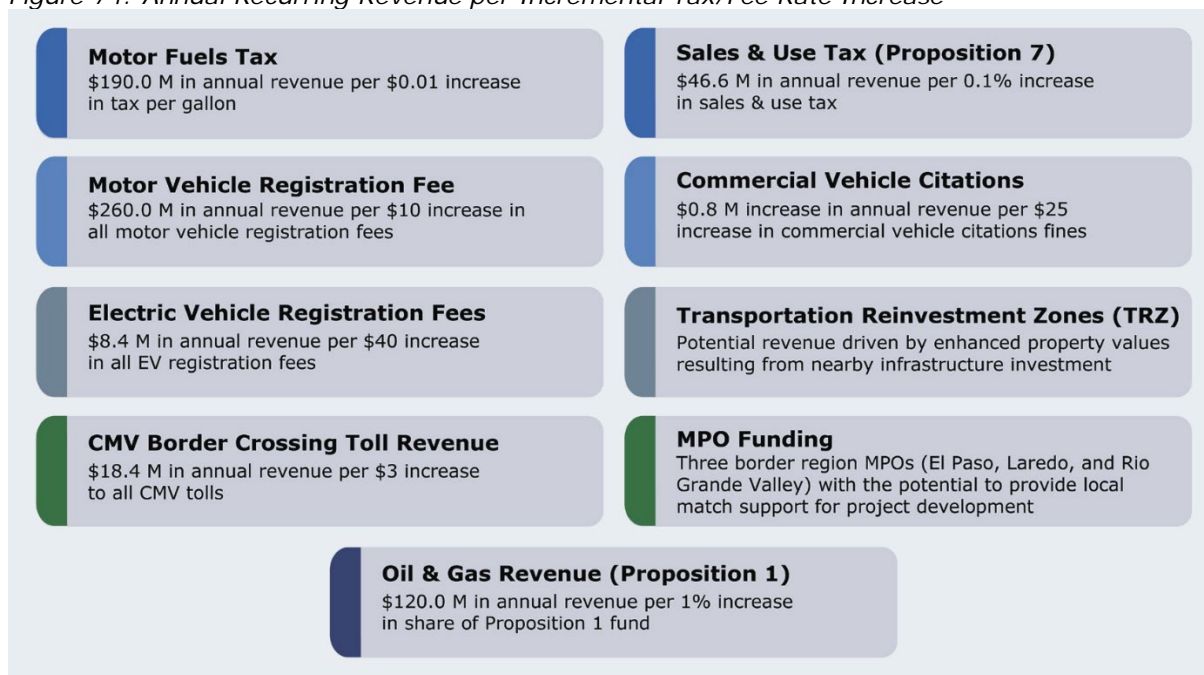 Figure 71: Annual Recurring Revenue per Incremental Tax/Fee Rate Increase
Motor Fuels Tax
$190.0 M in annual revenue per $0.01 increase
in tax per gallon
Sales & Use Tax (Proposition 7)
$46.6 M in annual revenue per 0.1% increase
in sales & use tax
Motor Vehicle Registration Fee
$260.0 M in annual revenue per $10 increase in
all motor vehicle registration fees
Commercial Vehicle Citations
$0.8 M increase in annual revenue per $25
increase in commercial vehicle citations fines
Electric Vehicle Registration Fees
$8.4 M in annual revenue per $40 increase
in all EV registration fees
Transportation Reinvestment Zones (TRZ)
Potential revenue driven by enhanced property values
resulting from nearby infrastructure investment
CMV Border Crossing Toll Revenue
$18.4 M in annual revenue per $3 increase
to all CMV tolls
MPO Funding
Three border region MPOs (El Paso, Laredo, and Rio
Grande Valley) with the potential to provide local
match support for project development
Oil & Gas Revenue (Proposition 1)
$120.0 M in annual revenue per 1% increase
in share of Proposition 1 fund